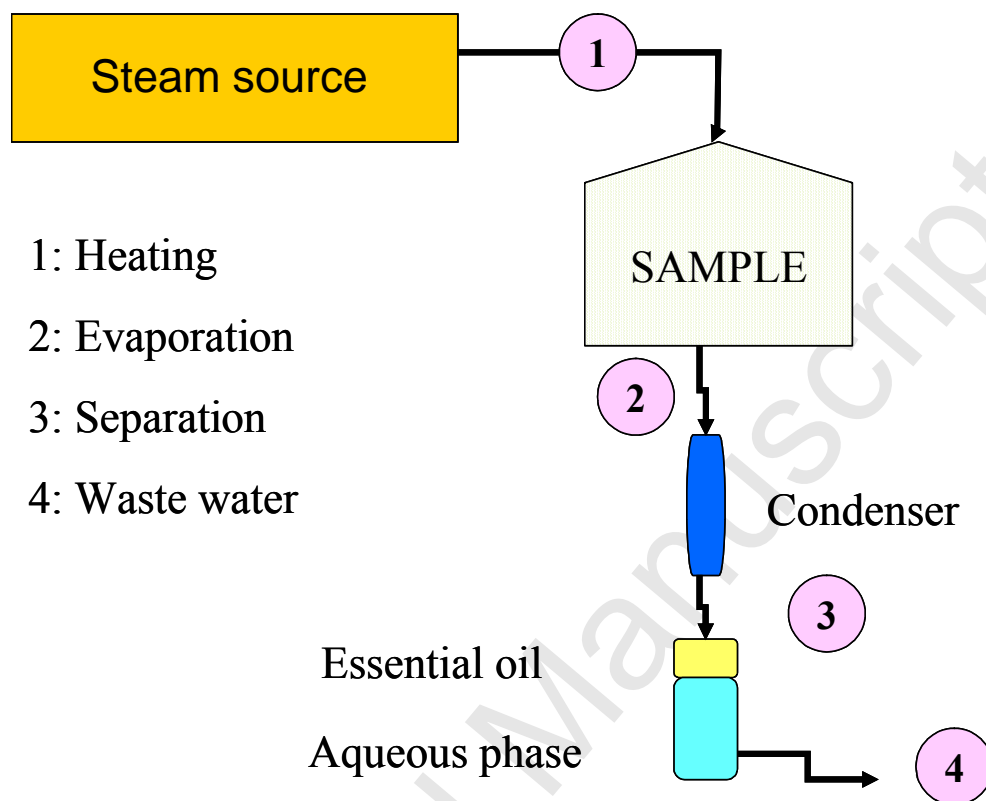 Steam source
1
SAMPLE
1: Heating
2: Evaporation
3: Separation
4: Waste water
2
Condenser
3
Essential oil
Aqueous phase
4
Manuscript